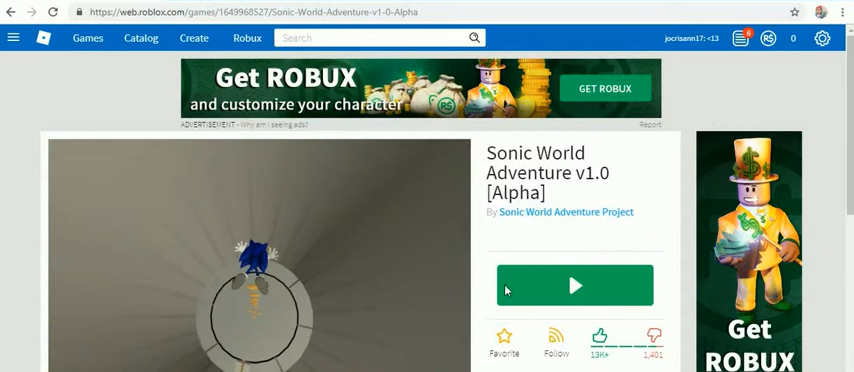 https://web.roblox.com/games/1649968527/Sonic-World-Adventure-v1-0-Alpha
Games
Catalog
Create
Robux
Search
jocrisann17: <13
6
R$
0
Get ROBUX
and customize your character
GET ROBUX
ADVERTISEMENT - Why am I seeing ads?
Report
Sonic World
Adventure v1.0
[Alpha]
By Sonic World Adventure Project
Favorite
Follow
13K+
1,401
Get
ROBUX